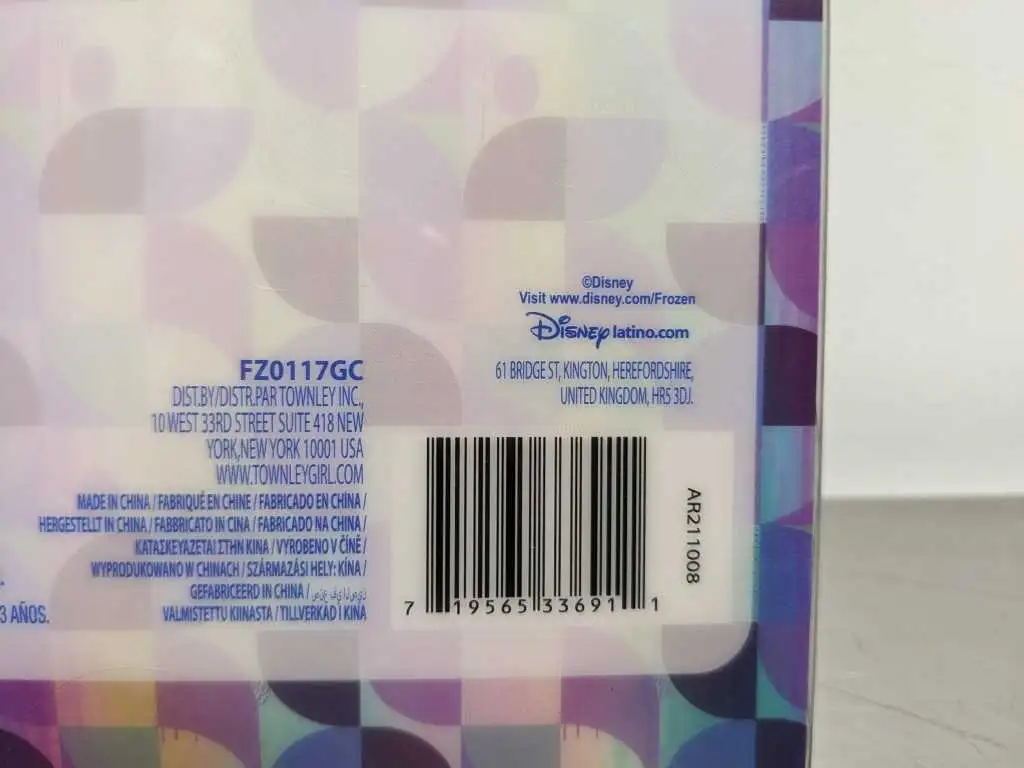 ©Disney
Visit www.disney.com/Frozen
Disney latino.com
61 BRIDGE ST, KINGTON, HEREFORDSHIRE,
UNITED KINGDOM, HR5 3DJ.
FZ0117GC
DIST.BY/DISTR.PAR TOWNLEY INC.,
10 WEST 33RD STREET SUITE 418 NEW
YORK,NEW YORK 10001 USA
WWW.TOWNLEYGIRL.COM
MADE IN CHINA / FABRIQUÉ EN CHINE / FABRICADO EN CHINA /
HERGESTELLT IN CHINA / FABBRICATO IN CINA / FABRICADO NA CHINA /
ΚΑΤΑΣΚΕΥΑΖΕΤΑΙ ΣΤΗΝ ΚΙΝΑ / VYROBENO V ČÍNĚ /
WYPRODUKOWANO W CHINACH / SZÁRMAZÁSI HELY: KÍNA /
GEFABRICEERD IN CHINA /
VALMISTETTU KIINASTA / TILLVERKAD I KINA
3 AÑOS.
7 19565 33691 1
AR211008